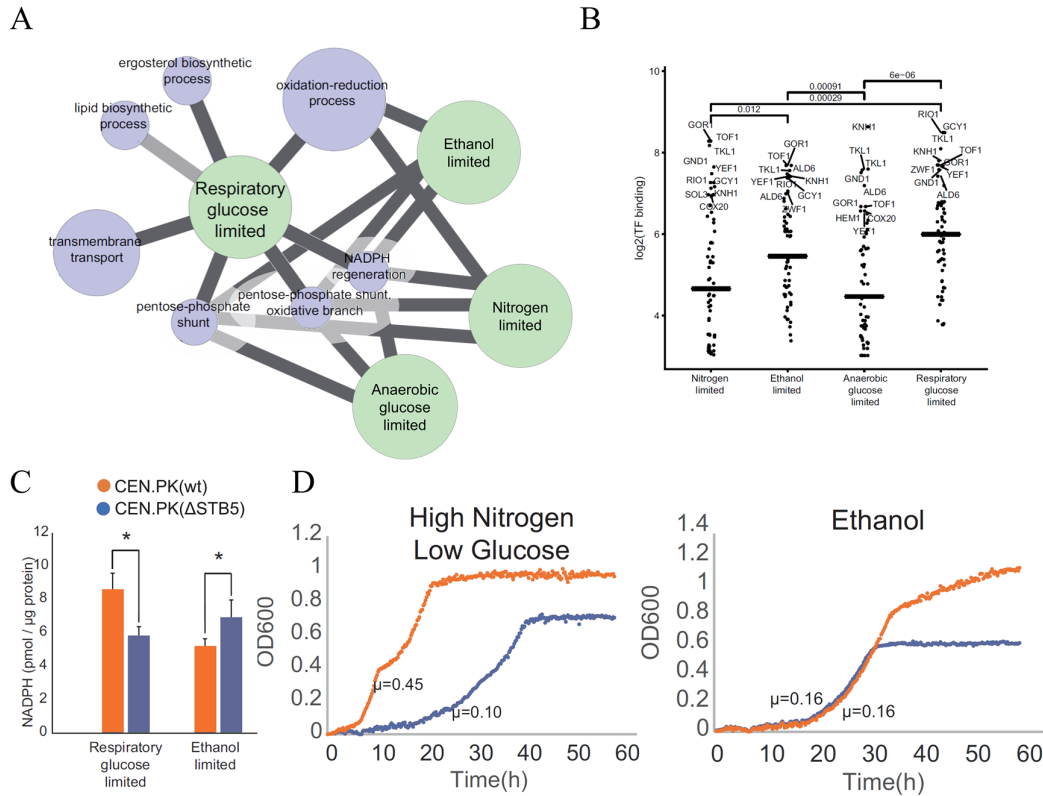 A
ergosterol biosynthetic
process
lipid biosynthetic
process
oxidation-reduction
process
Ethanol
limited
Respiratory
glucose
limited
transmembrane
transport
NADPH
regeneration
pentose-phosphate shunt,
oxidative branch
pentose-phosphate
shunt
Nitrogen
limited
Anaerobic
glucose
limited
B
log2(TF binding)
10
8
6
4
6e-06
0.00091
0.00029
0.012
GOR1
TOF1
TKL1
GND1
YEF1
RIO1
GCY1
SOL3
KNH1
COX20
GOR1
TOF1
TKL1
ALD6
YEF1
RIO1
KNH1
ALD6
GCY1
ZWF1
KNH1
TKL1
TKL1
GND1
ALD6
GOR1
TOF1
HEM1
COX20
YEF1
RIO1
GCY1
TKL1
KNH1
TOF1
GOR1
ZWF1
YEF1
GND1
ALD6
Nitrogen
limited
Ethanol
limited
Anaerobic
glucose
limited
Respiratory
glucose
limited
C
CEN.PK(wt)
CEN.PK(ΔSTB5)
NADPH (pmol / µg protein)
12
10
8
6
4
2
0
*
*
Respiratory
glucose
limited
Ethanol
limited
D
High Nitrogen
Low Glucose
OD600
1.2
1
0.8
0.6
0.4
0.2
0
µ=0.45
µ=0.10
0 10 20 30 40 50 60
Time(h)
Ethanol
OD600
1.4
1.2
1
0.8
0.6
0.4
0.2
0
µ=0.16
µ=0.16
0 10 20 30 40 50 60
Time(h)